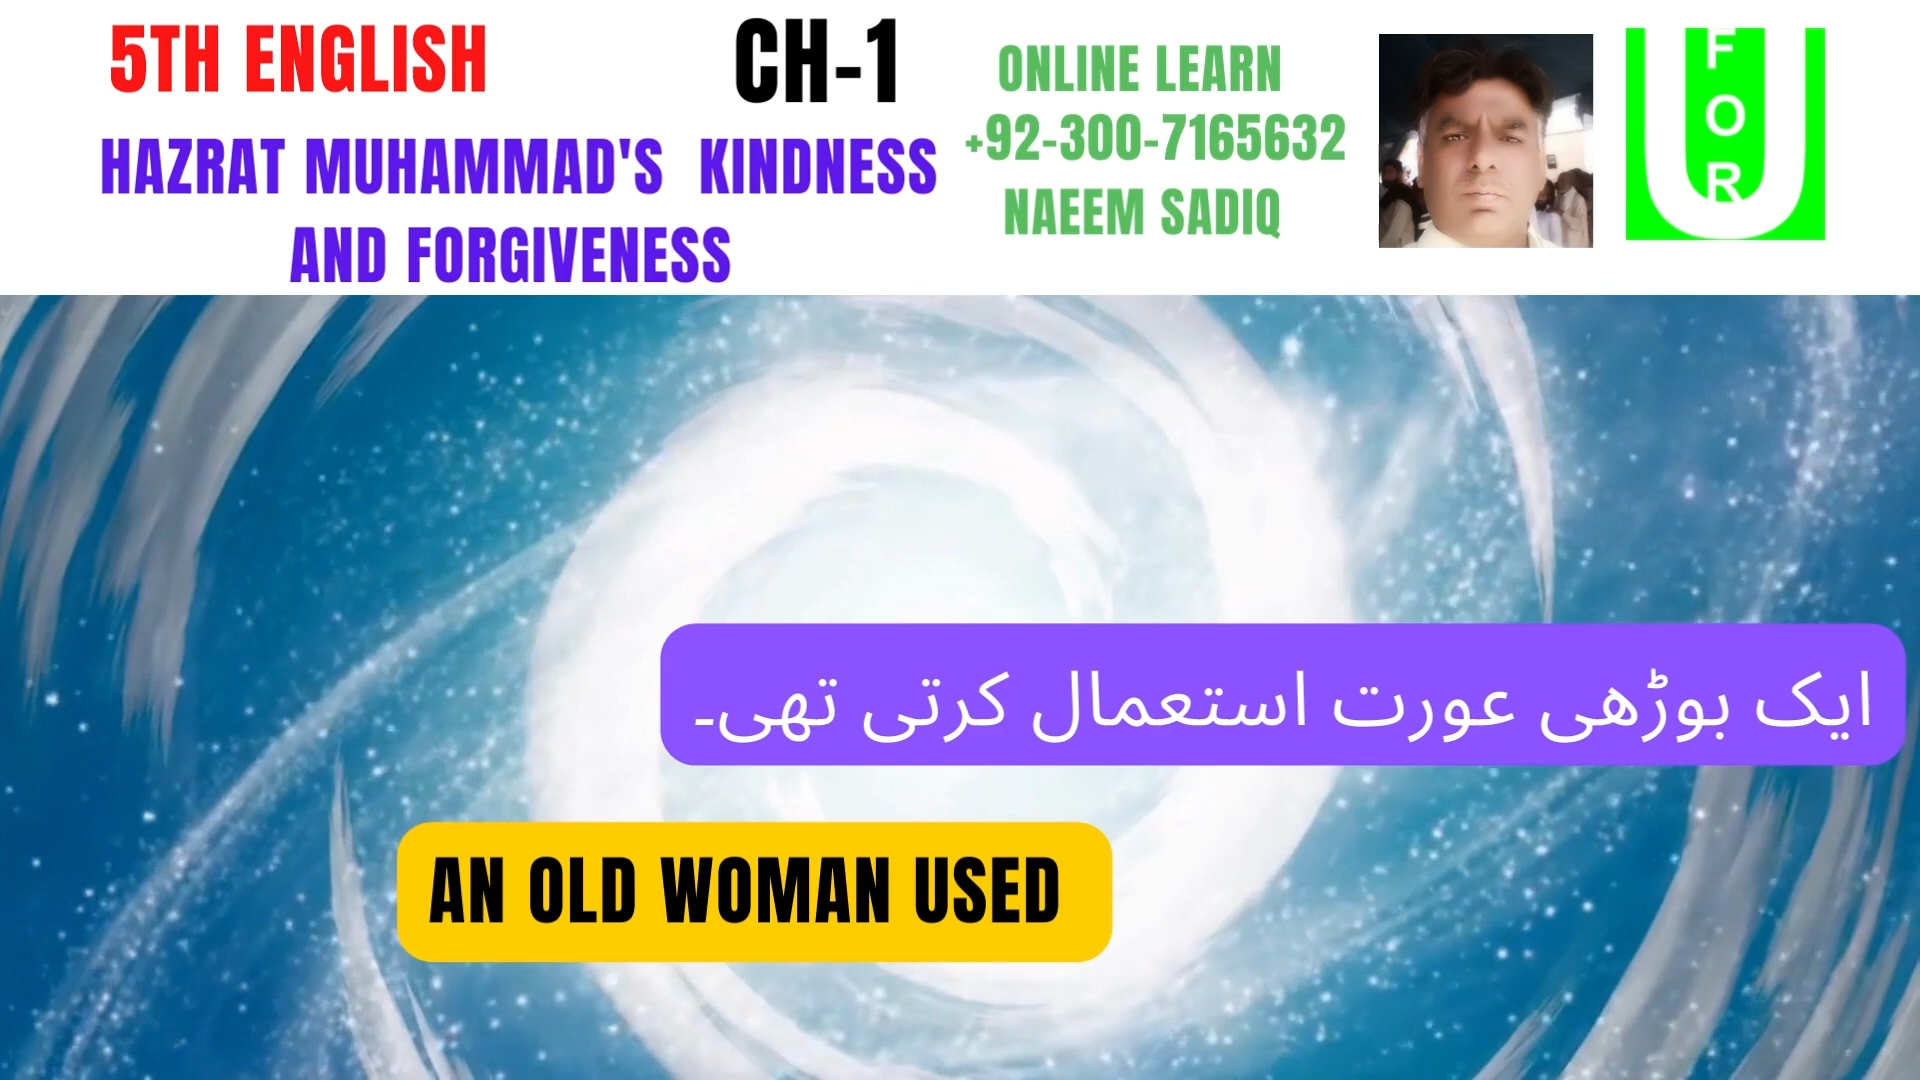 5TH ENGLISH
CH-1
HAZRAT MUHAMMAD'S KINDNESS
AND FORGIVENESS
ONLINE LEARN
+92-300-7165632
NAEEM SADIQ
U
FOR
ایک بوڑھی عورت استعمال کرتی تھی۔
AN OLD WOMAN USED